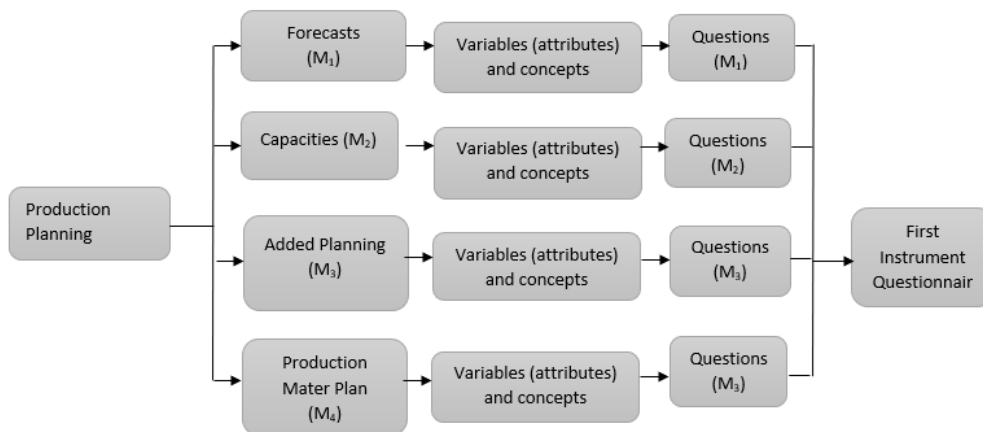 Production
Planning
Forecasts
(M₁)
Variables (attributes)
and concepts
Questions
(M₁)
Capacities (M₂)
Variables (attributes)
and concepts
Questions
(M₂)
Added Planning
(M₃)
Variables (attributes)
and concepts
Questions
(M₃)
Production
Mater Plan
(M₄)
Variables (attributes)
and concepts
Questions
(M₃)
First
Instrument
Questionnair